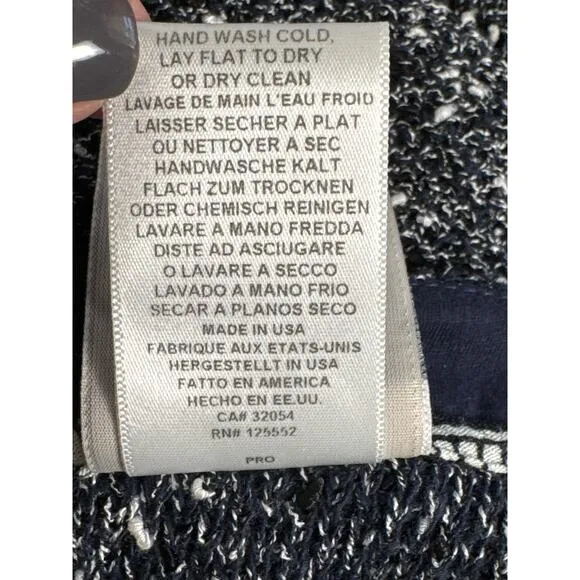 HAND WASH COLD,
LAY FLAT TO DRY
OR DRY CLEAN
LAVAGE DE MAIN L'EAU FROID
LAISSER SECHER A PLAT
OU NETTOYER A SEC
HANDWASCHE KALT
FLACH ZUM TROCKNEN
ODER CHEMISCH REINIGEN
LAVARE A MANO FREDDA
DISTE AD ASCIUGARE
O LAVARE A SECCO
LAVADO A MANO FRIO
SECAR A PLANOS SECO
MADE IN USA
FABRIQUE AUX ETATS-UNIS
HERGESTELLT IN USA
FATTO EN AMERICA
HECHO EN EE.UU.
CA# 32054
RN# 125552
PRO